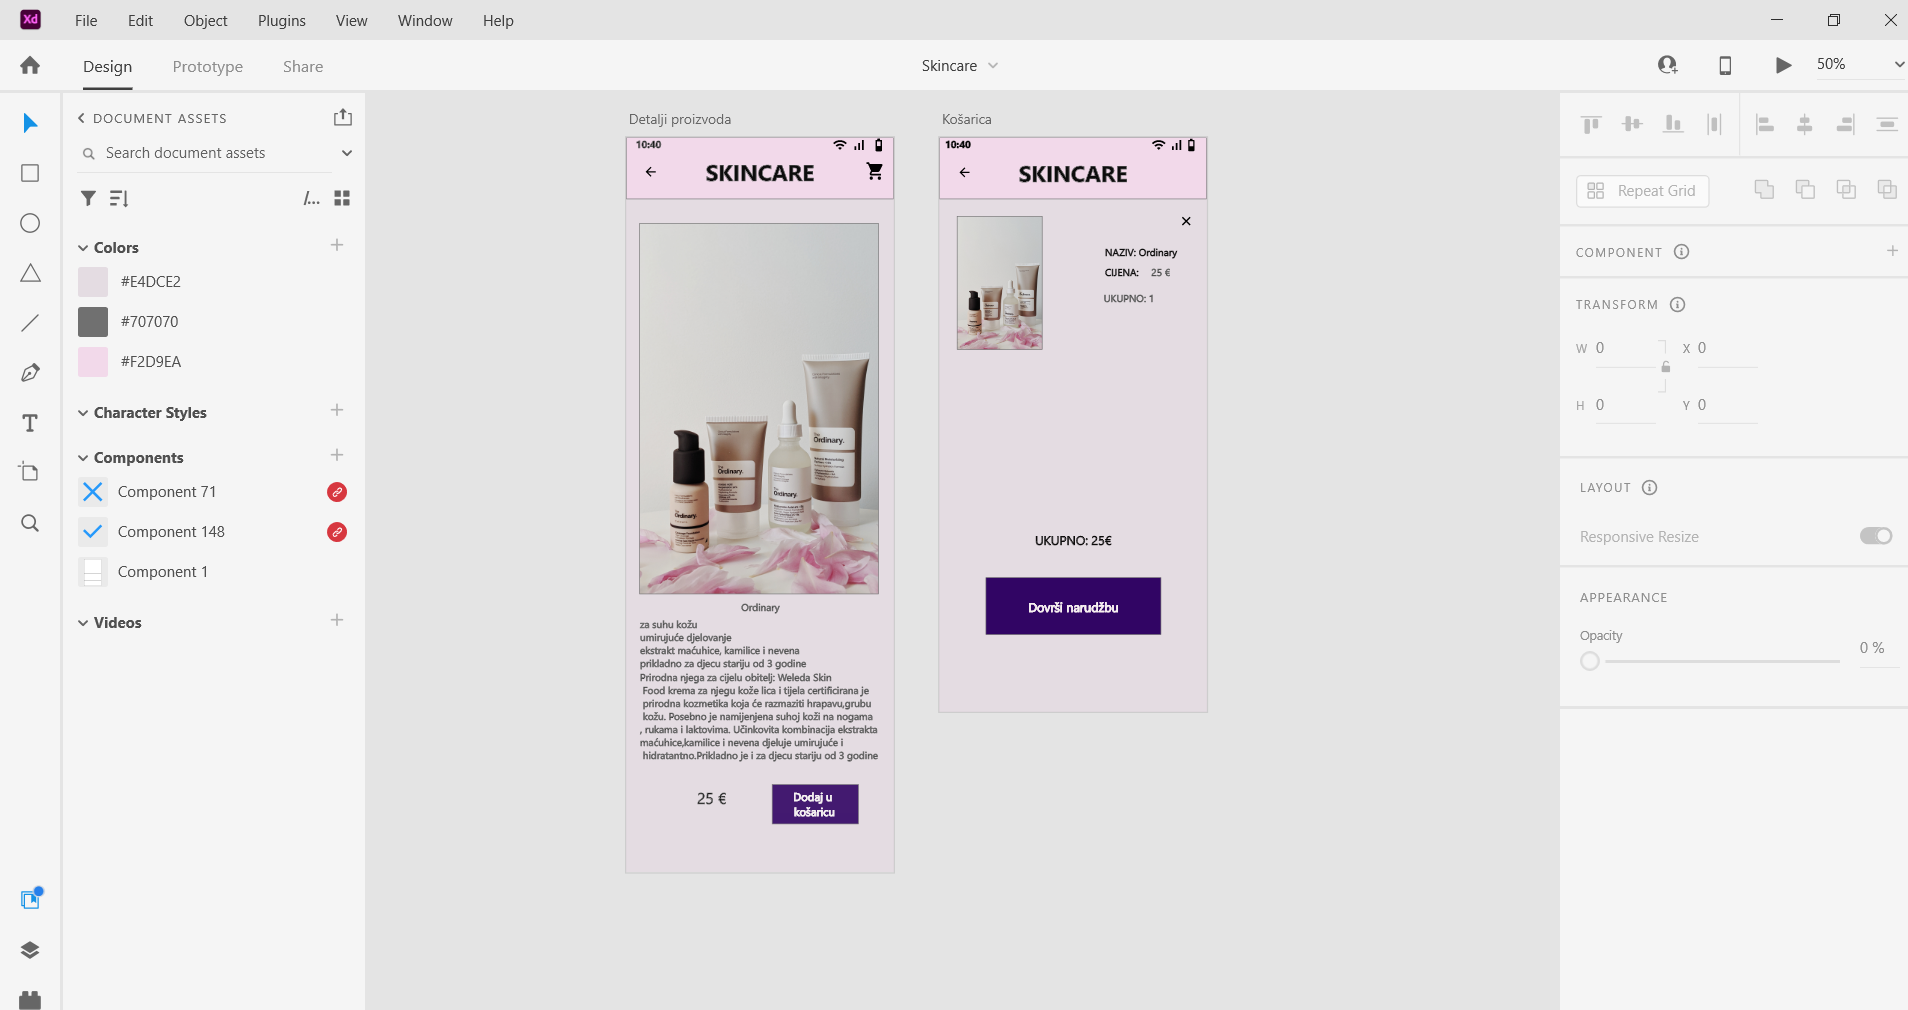 Xd File Edit Object Plugins View Window Help
Design Prototype Share
Skincare
50%
DOCUMENT ASSETS
Search document assets
/...
Colors
#E4DCE2
#707070
#F2D9EA
Character Styles
Components
Component 71
Component 148
Component 1
Videos
Detalji proizvoda
10:40
SKINCARE
Ordinary.
Ordinary.
Ordinary.
Ordinary.
Ordinary
za suhu kožu
umirujuće djelovanje
ekstrakt maćuhice, kamilice i nevena
prikladno za djecu stariju od 3 godine
Prirodna njega za cijelu obitelj: Weleda Skin
Food krema za njegu kože lica i tijela certificirana je
prirodna kozmetika koja će razmaziti hrapavu,grubu
kožu. Posebno je namijenjena suhoj koži na nogama
, rukama i laktovima. Učinkovita kombinacija ekstrakta
maćuhice,kamilice i nevena djeluje umirujuće i
hidratantno.Prikladno je i za djecu stariju od 3 godine
25 €
Dodaj u
košaricu
Košarica
10:40
SKINCARE
NAZIV: Ordinary
CIJENA: 25 €
UKUPNO: 1
UKUPNO: 25€
Dovrši narudžbu
Repeat Grid
COMPONENT
TRANSFORM
W 0 X 0
H 0 Y 0
LAYOUT
Responsive Resize
APPEARANCE
Opacity
0 %